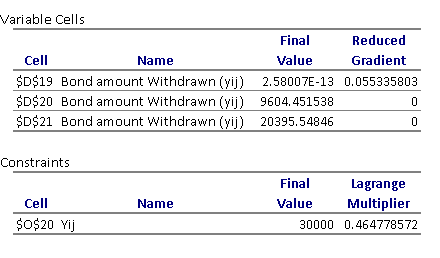 Variable Cells
Final Reduced
Cell Name Value Gradient
$D$19 Bond amount Withdrawn (yij) 2.58007E-13 0.055335803
$D$20 Bond amount Withdrawn (yij) 9604.451538 0
$D$21 Bond amount Withdrawn (yij) 20395.54846 0
Constraints
Final Lagrange
Cell Name Value Multiplier
$O$20 Yij 30000 0.464778572